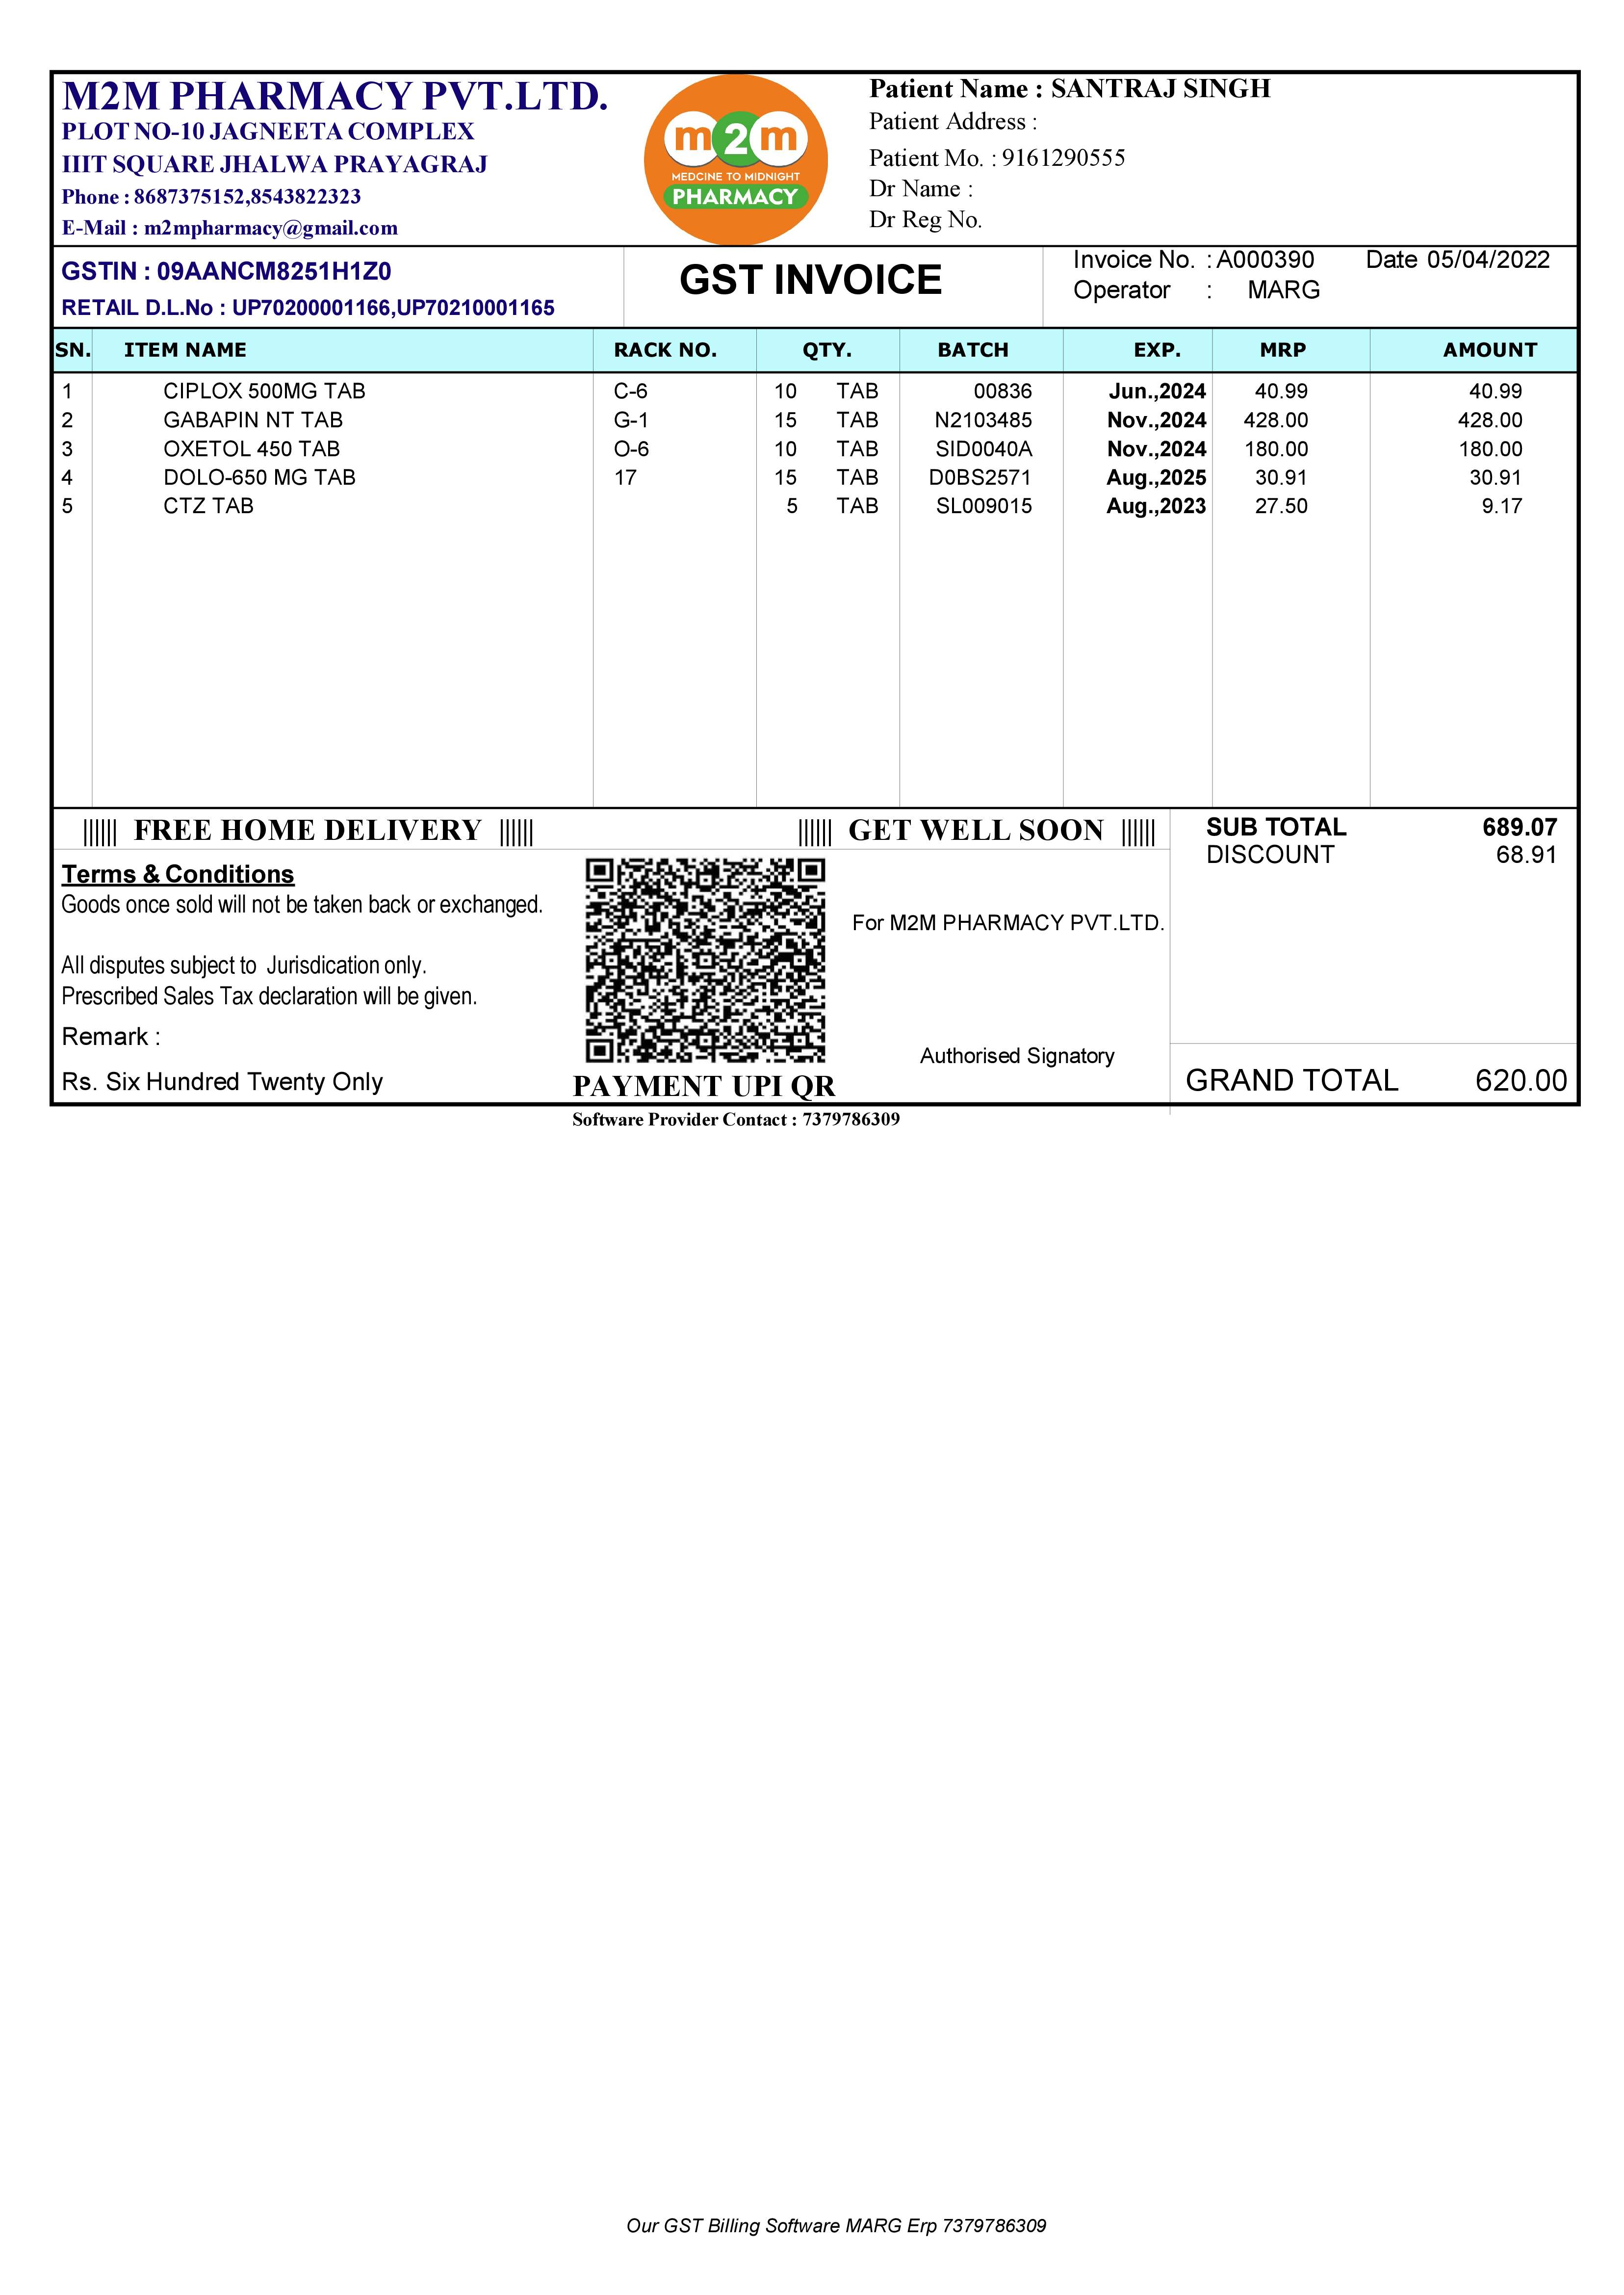 M2M PHARMACY PVT.LTD.
PLOT NO-10 JAGNEETA COMPLEX
IIIT SQUARE JHALWA PRAYAGRAJ
Phone : 8687375152,8543822323
E-Mail : m2mpharmacy@gmail.com
m2m
MEDCINE TO MIDNIGHT
PHARMACY
Patient Name : SANTRAJ SINGH
Patient Address :
Patient Mo. : 9161290555
Dr Name :
Dr Reg No.
GSTIN : 09AANCM8251H1Z0
RETAIL D.L.No : UP70200001166,UP70210001165
GST INVOICE
Invoice No. : A000390 Date 05/04/2022
Operator : MARG
SN. ITEM NAME RACK NO. QTY. BATCH EXP. MRP AMOUNT
1 CIPLOX 500MG TAB C-6 10 TAB 00836 Jun.,2024 40.99 40.99
2 GABAPIN NT TAB G-1 15 TAB N2103485 Nov.,2024 428.00 428.00
3 OXETOL 450 TAB O-6 10 TAB SID0040A Nov.,2024 180.00 180.00
4 DOLO-650 MG TAB 17 15 TAB D0BS2571 Aug.,2025 30.91 30.91
5 CTZ TAB 5 TAB SL009015 Aug.,2023 27.50 9.17
|||||| FREE HOME DELIVERY |||||| |||||| GET WELL SOON ||||||
SUB TOTAL 689.07
DISCOUNT 68.91
Terms & Conditions
Goods once sold will not be taken back or exchanged.
All disputes subject to Jurisdication only.
Prescribed Sales Tax declaration will be given.
Remark :
Rs. Six Hundred Twenty Only
PAYMENT UPI QR
For M2M PHARMACY PVT.LTD.
Authorised Signatory
GRAND TOTAL 620.00
Software Provider Contact : 7379786309
Our GST Billing Software MARG Erp 7379786309